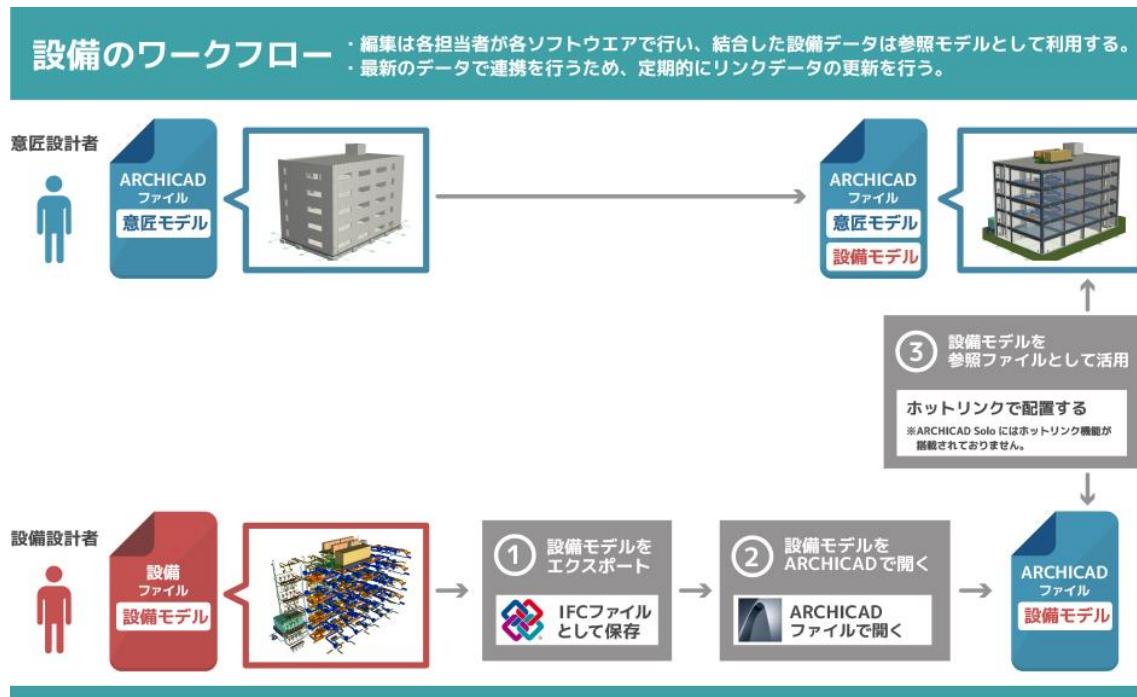 設備のワークフロー
・編集は各担当者が各ソフトウエアで行い、結合した設備データは参照モデルとして利用する。
・最新のデータで連携を行うため、定期的にリンクデータの更新を行う。
意匠設計者
ARCHICAD
ファイル
意匠モデル
ARCHICAD
ファイル
意匠モデル
設備モデル
3
設備モデルを
参照ファイルとして活用
ホットリンクで配置する
※ARCHICAD Solo にはホットリンク機能が
搭載されておりません。
設備設計者
設備
ファイル
設備モデル
1
設備モデルを
エクスポート
IFCファイル
として保存
2
設備モデルを
ARCHICADで開く
ARCHICAD
ファイルで開く
ARCHICAD
ファイル
設備モデル